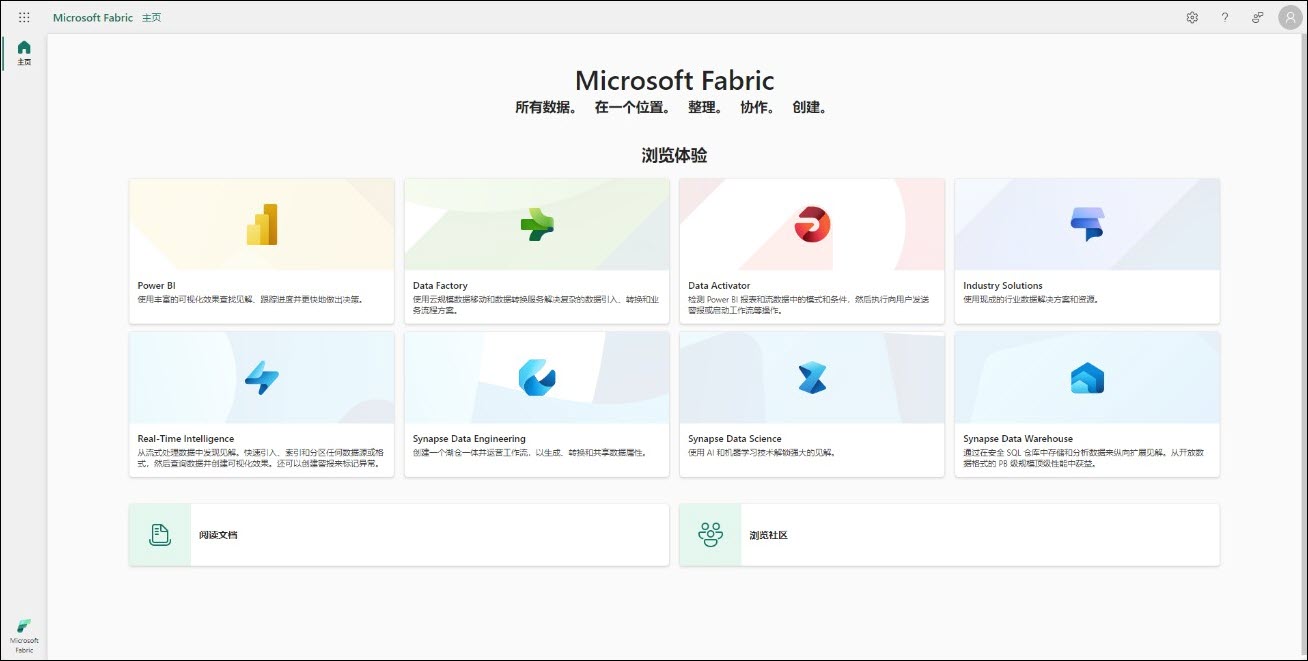 Microsoft Fabric 主页
主页
Microsoft Fabric
所有数据。 在一个位置。 整理。 协作。 创建。
浏览体验
Power BI
使用丰富的可视化效果查找见解、跟踪进度并更快地做出决策。
Data Factory
使用云规模数据移动和数据转换服务解决复杂的数据引入、转换和业
务流程方案。
Data Activator
检测 Power BI 报表和流数据中的模式和条件，然后执行向用户发送
警报或启动工作流等操作。
Industry Solutions
使用现成的行业数据解决方案和资源。
Real-Time Intelligence
从流式处理数据中发现见解。快速引入、索引和分区任何数据源或格
式，然后查询数据并创建可视化效果。还可以创建警报来标记异常。
Synapse Data Engineering
创建一个湖仓一体并运营工作流，以生成、转换和共享数据属性。
Synapse Data Science
使用 AI 和机器学习技术解锁强大的见解。
Synapse Data Warehouse
通过在安全 SQL 仓库中存储和分析数据来纵向扩展见解。从开放数
据格式的 PB 级规模顶级性能中获益。
阅读文档
浏览社区
Microsoft
Fabric